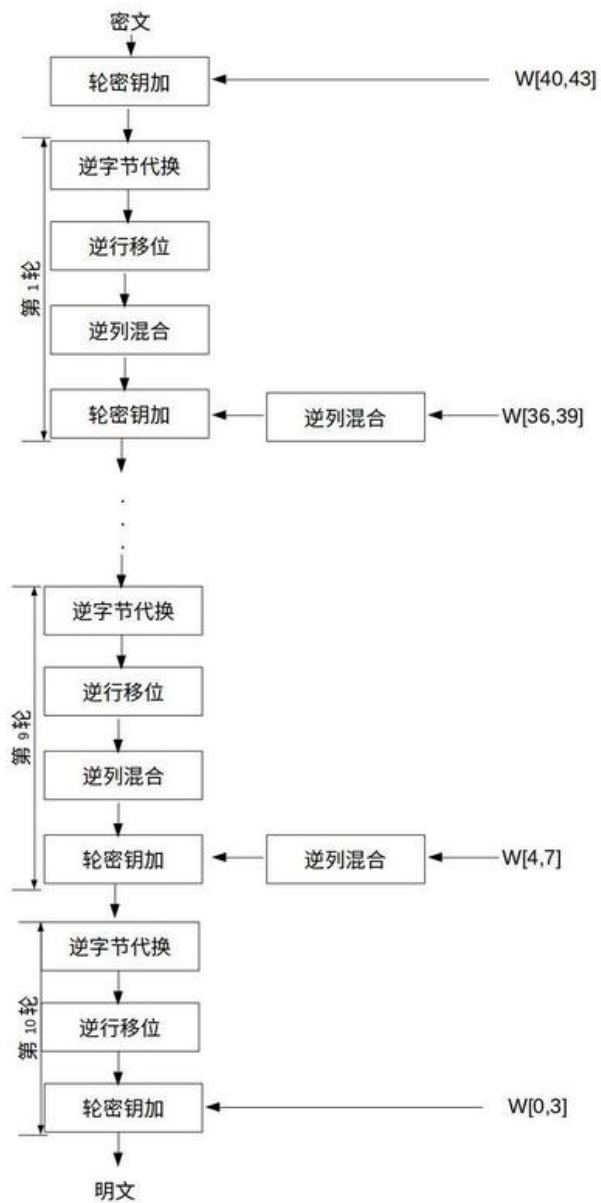 密文
轮密钥加
W[40,43]
逆字节代换
逆行移位
第 1 轮
逆列混合
轮密钥加
逆列混合
W[36,39]
逆字节代换
逆行移位
第 9 轮
逆列混合
轮密钥加
逆列混合
W[4,7]
逆字节代换
逆行移位
第 10 轮
轮密钥加
W[0,3]
明文